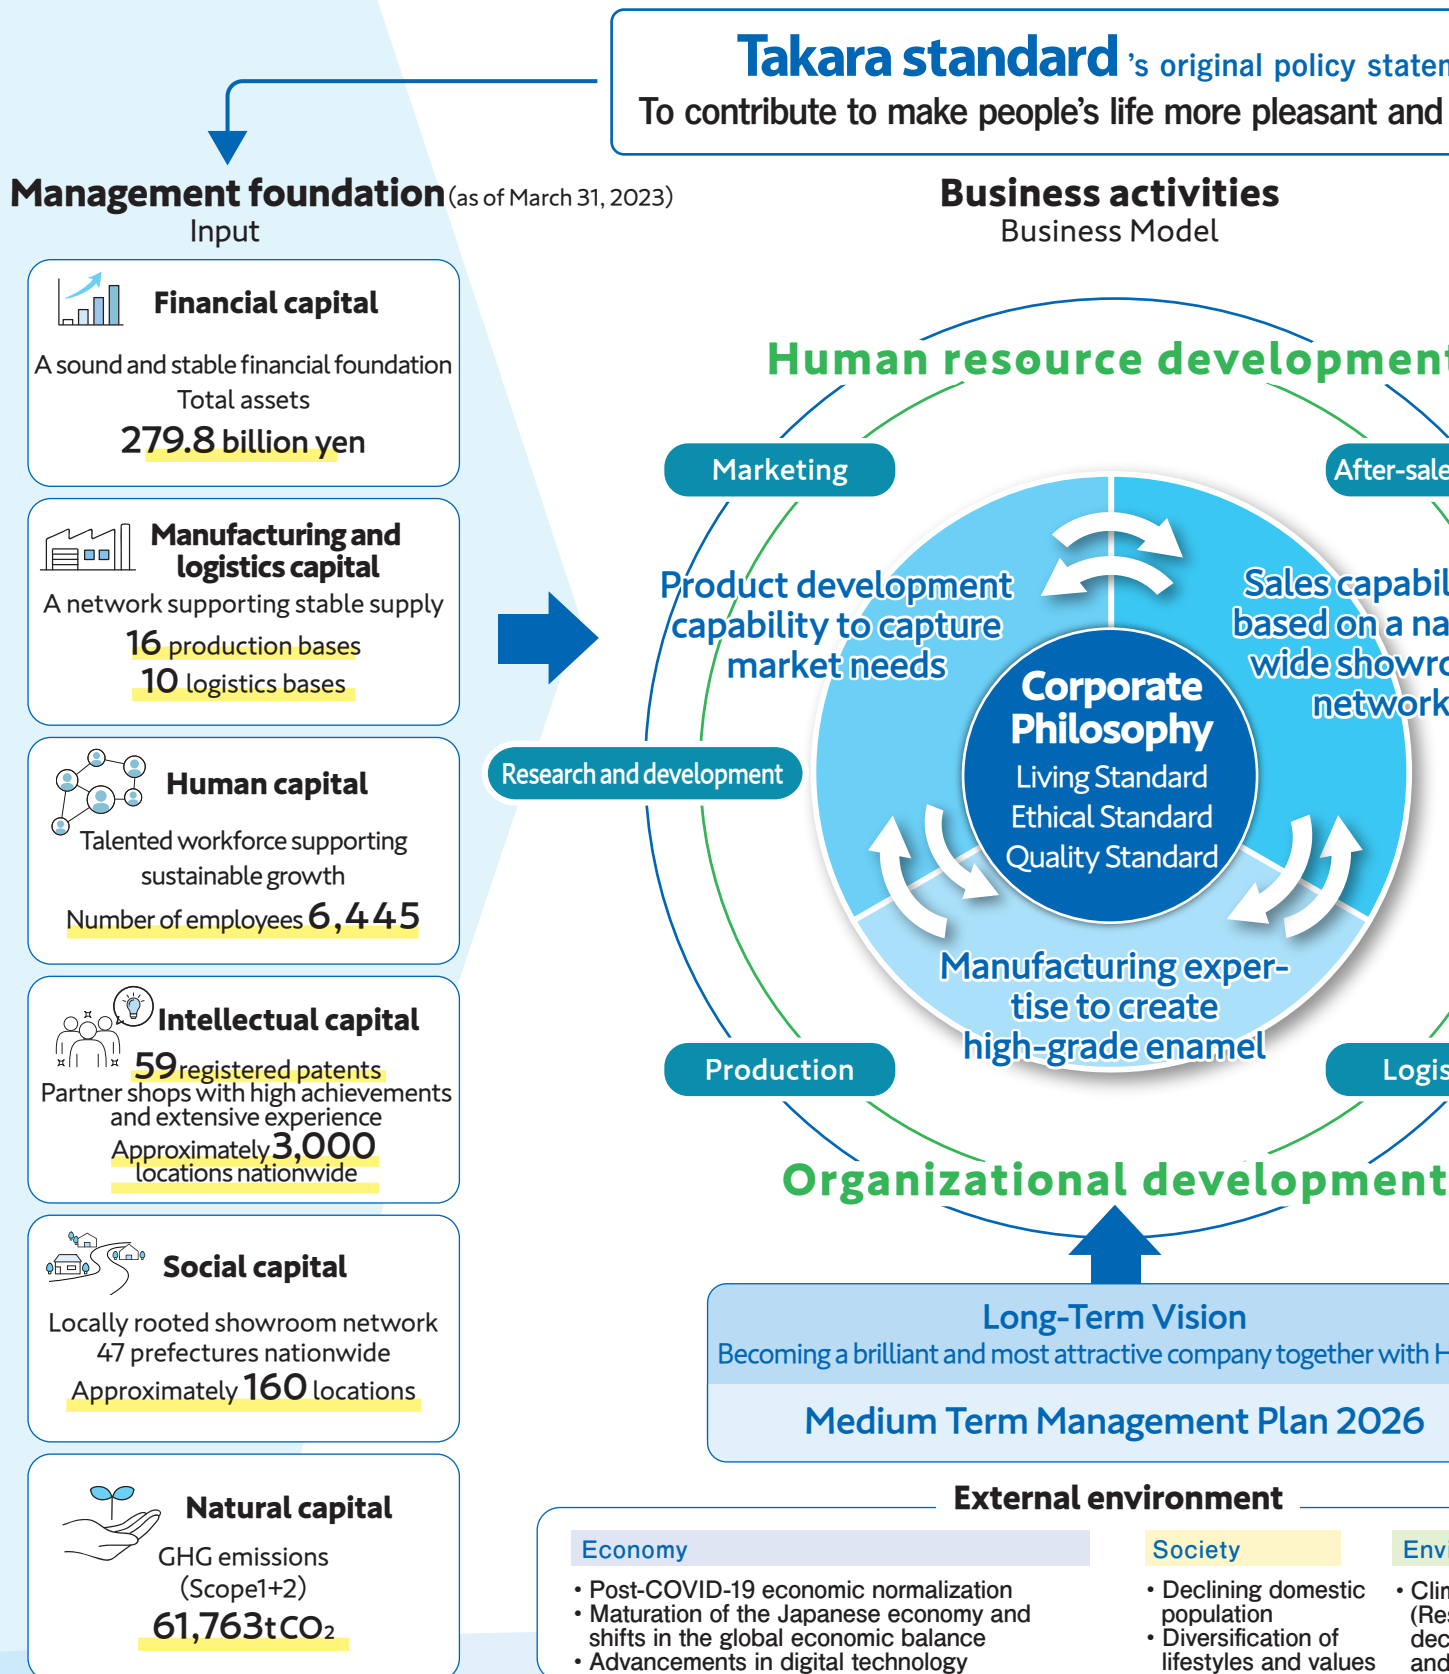 Takara standard 's original policy
To contribute to make people's life more pleasant and
Management foundation (as of March 31, 2023)
Input
Financial capital
A sound and stable financial foundation
Total assets
279.8 billion yen
Manufacturing and
logistics capital
A network supporting stable supply
16 production bases
10 logistics bases
Human capital
Talented workforce supporting
sustainable growth
Number of employees 6,445
Intellectual capital
59 registered patents
Partner shops with high achievements
and extensive experience
Approximately 3,000
locations nationwide
Social capital
Locally rooted showroom network
47 prefectures nationwide
Approximately 160 locations
Natural capital
GHG emissions
(Scope1+2)
61,763tCO₂
Business activities
Business Model
Human resource development
Marketing
After-sale
Product development
capability to capture
market needs
Sales
based on a
wide
network
Corporate
Philosophy
Living Standard
Ethical Standard
Quality Standard
Research and development
Manufacturing exper-
tise to create
high-grade enamel
Production
Organizational development
Long-Term Vision
Becoming a brilliant and most attractive company together with
Medium Term Management Plan 2026
External environment
Economy
• Post-COVID-19 economic normalization
• Maturation of the Japanese economy and
shifts in the global economic balance
• Advancements in digital technology
Society
• Declining domestic
population
• Diversification of
lifestyles and values
and